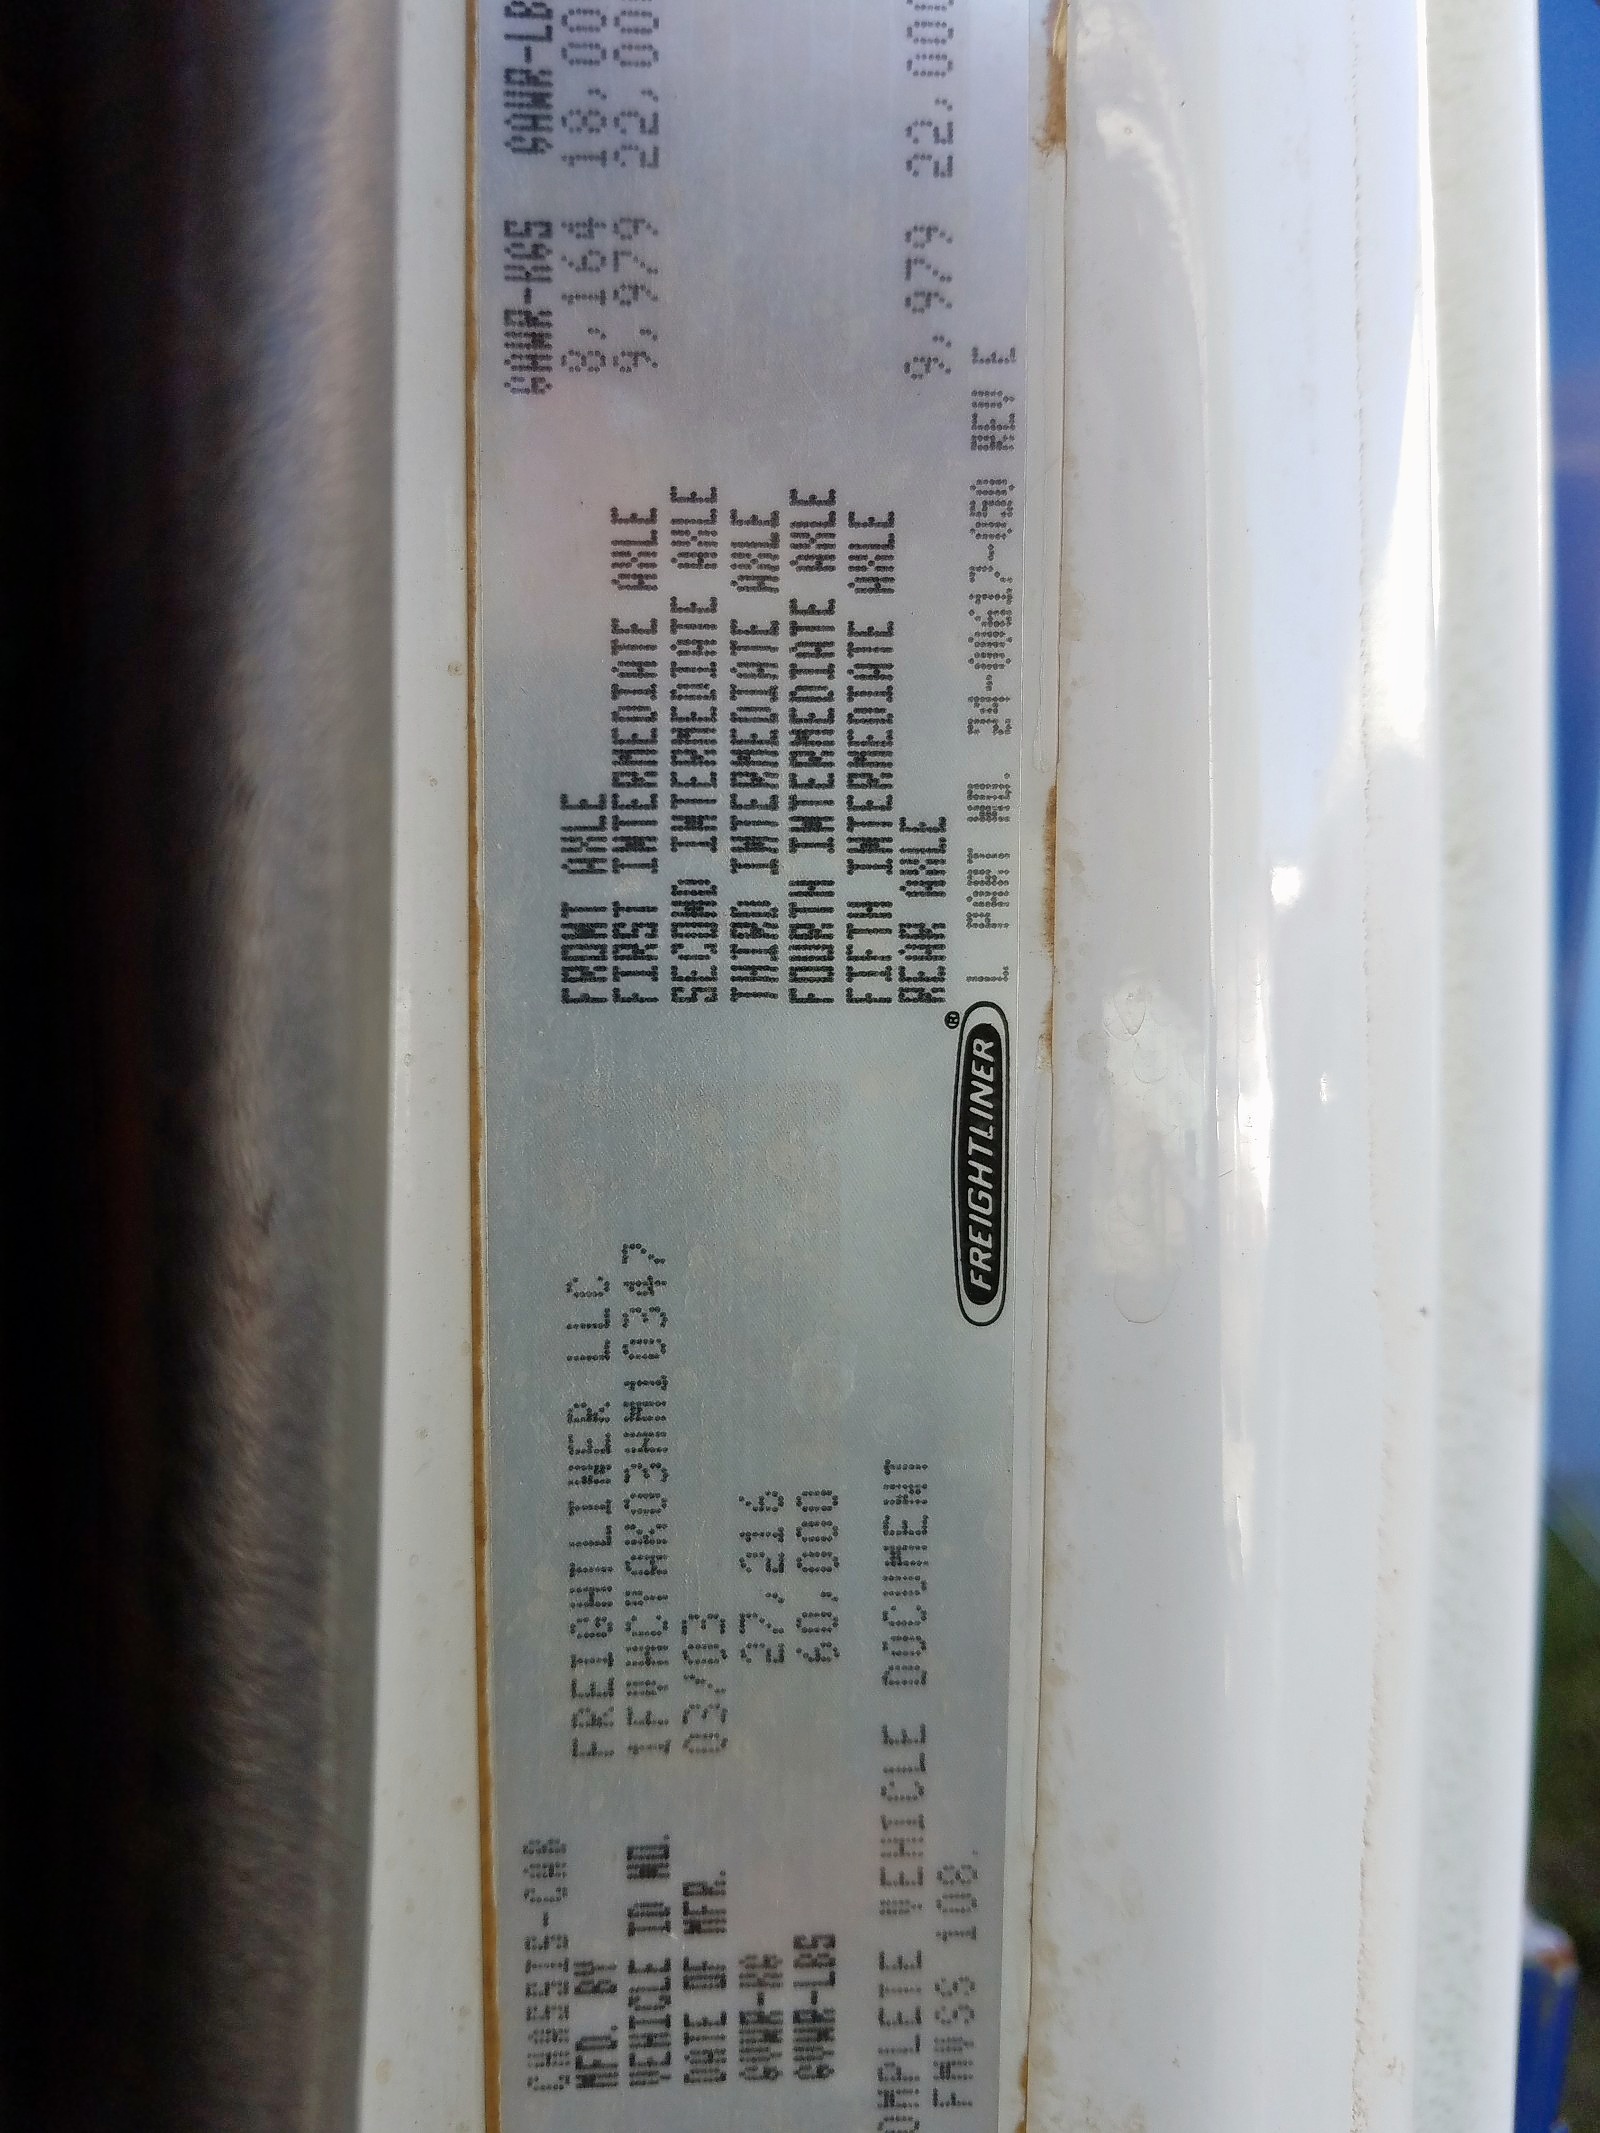 CHASSIS-CAB
MFD. BY FREIGHTLINER LLC
VEHICLE ID NO. 1FVHCYAK03HM10347
DATE OF MFR. 03/03
GVWR-KG 27,216
GVWR-LBS 60,000
OMPLETE VEHICLE DOCUMENT
FMVSS 108.
FREIGHTLINER®
GAWR-KGS GAWR-LB
FRONT AXLE 8,164 18,00
FIRST INTERMEDIATE AXLE 9,979 22,00
SECOND INTERMEDIATE AXLE
THIRD INTERMEDIATE AXLE
FOURTH INTERMEDIATE AXLE
FIFTH INTERMEDIATE AXLE
REAR AXLE 9,979 22,000
L PART NO. 24-00617-050 REV E